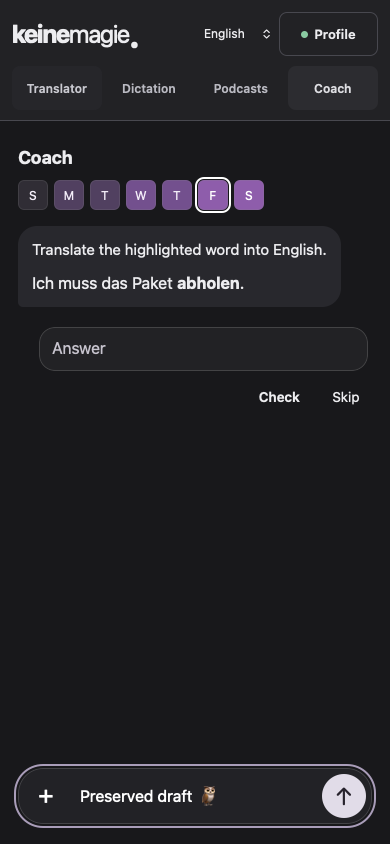 keinemagie.
English
Profile
Translator Dictation Podcasts Coach
Coach
S M T W T F S
Translate the highlighted word into English.
Ich muss das Paket abholen.
Answer
Check Skip
+ Preserved draft 🦉